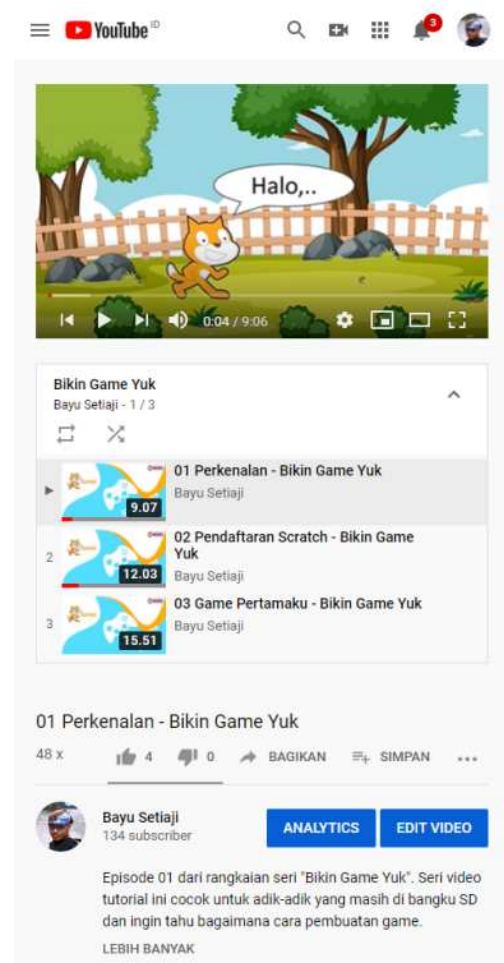 YouTube ID
3
Halo,..
0:04 / 9:06
Bikin Game Yuk
Bayu Setiaji - 1 / 3
01 Perkenalan - Bikin Game Yuk
Bayu Setiaji
9.07
2
02 Pendaftaran Scratch - Bikin Game
Yuk
Bayu Setiaji
12.03
3
03 Game Pertamaku - Bikin Game Yuk
Bayu Setiaji
15.51
01 Perkenalan - Bikin Game Yuk
48 x
4
0
BAGIKAN
SIMPAN
Bayu Setiaji
134 subscriber
ANALYTICS
EDIT VIDEO
Episode 01 dari rangkaian seri "Bikin Game Yuk". Seri video
tutorial ini cocok untuk adik-adik yang masih di bangku SD
dan ingin tahu bagaimana cara pembuatan game.
LEBIH BANYAK